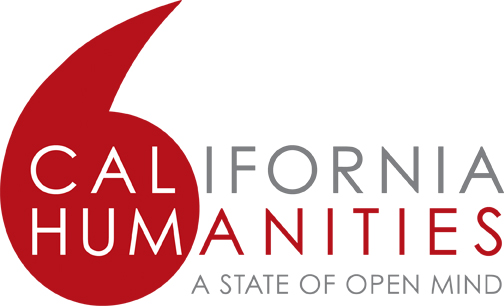 CALIFORNIA
HUMANITIES
A STATE OF OPEN MIND